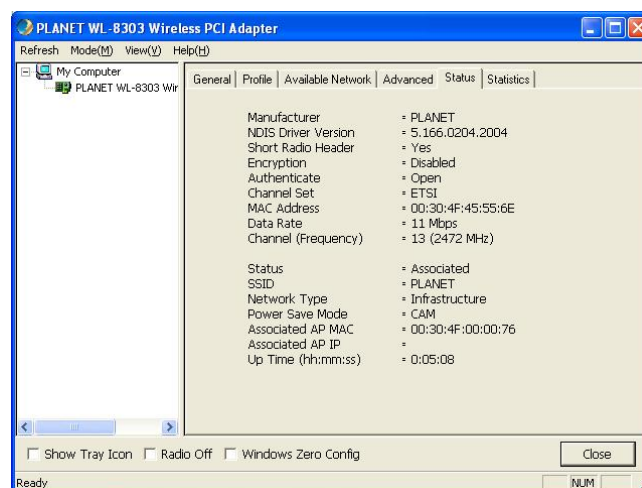 PLANET WL-8303 Wireless PCI Adapter
Refresh Mode(M) View(V) Help(H)
My Computer
PLANET WL-8303 Wir
General Profile Available Network Advanced Status Statistics
Manufacturer = PLANET
NDIS Driver Version = 5.166.0204.2004
Short Radio Header = Yes
Encryption = Disabled
Authenticate = Open
Channel Set = ETSI
MAC Address = 00:30:4F:45:55:6E
Data Rate = 11 Mbps
Channel (Frequency) = 13 (2472 MHz)
Status = Associated
SSID = PLANET
Network Type = Infrastructure
Power Save Mode = CAM
Associated AP MAC = 00:30:4F:00:00:76
Associated AP IP =
Up Time (hh:mm:ss) = 0:05:08
Show Tray Icon Radio Off Windows Zero Config Close
Ready NUM